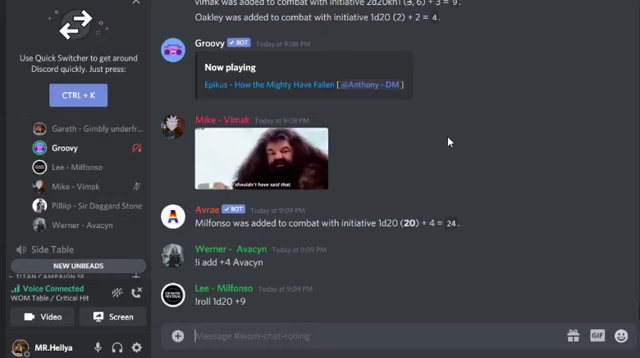 Vimak was added to combat with initiative 2d20kh1 (3, 6) + 3 = 9.
Oakley was added to combat with initiative 1d20 (2) + 2 = 4.
Use Quick Switcher to get around
Discord quickly. Just press:
CTRL + K
Groovy ✓ BOT Today at 9:08 PM
Now playing
Epikus - How the Mighty Have Fallen [ @Anthony - DM ]
Gareth - Gimbly underfr...
Groovy
Lee - Milfonso
Mike - Vimak
Pillip - Sir Daggard Stone
Werner - Avacyn
Side Table
NEW UNREADS
Voice Connected
WOM Table / Critical Hit
Video
Screen
MR.Hellya
Mike - Vimak Today at 9:08 PM
shouldn't have said that.
Avrae ✓ BOT Today at 9:09 PM
Milfonso was added to combat with initiative 1d20 (20) + 4 = 24.
Werner - Avacyn Today at 9:09 PM
!i add +4 Avacyn
Lee - Milfonso Today at 9:09 PM
!roll 1d20 +9
Message #wom-chat-rolling
GIF